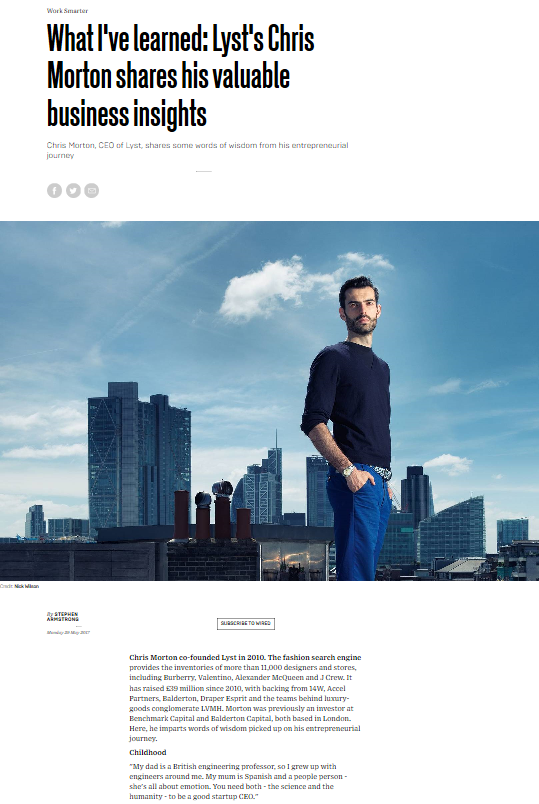 Work Smarter
What I've learned: Lyst's Chris
Morton shares his valuable
business insights
Chris Morton, CEO of Lyst, shares some words of wisdom from his entrepreneurial
journey
Credit: Nick Wilson
By STEPHEN
ARMSTRONG
Monday 29 May 2017
SUBSCRIBE TO WIRED
Chris Morton co-founded Lyst in 2010. The fashion search engine
provides the inventories of more than 11,000 designers and stores,
including Burberry, Valentino, Alexander McQueen and J Crew. It
has raised £39 million since 2010, with backing from 14W, Accel
Partners, Balderton, Draper Esprit and the teams behind luxury-
goods conglomerate LVMH. Morton was previously an investor at
Benchmark Capital and Balderton Capital, both based in London.
Here, he imparts words of wisdom picked up on his entrepreneurial
journey.
Childhood
"My dad is a British engineering professor, so I grew up with
engineers around me. My mum is Spanish and a people person -
she's all about emotion. You need both - the science and the
humanity - to be a good startup CEO."